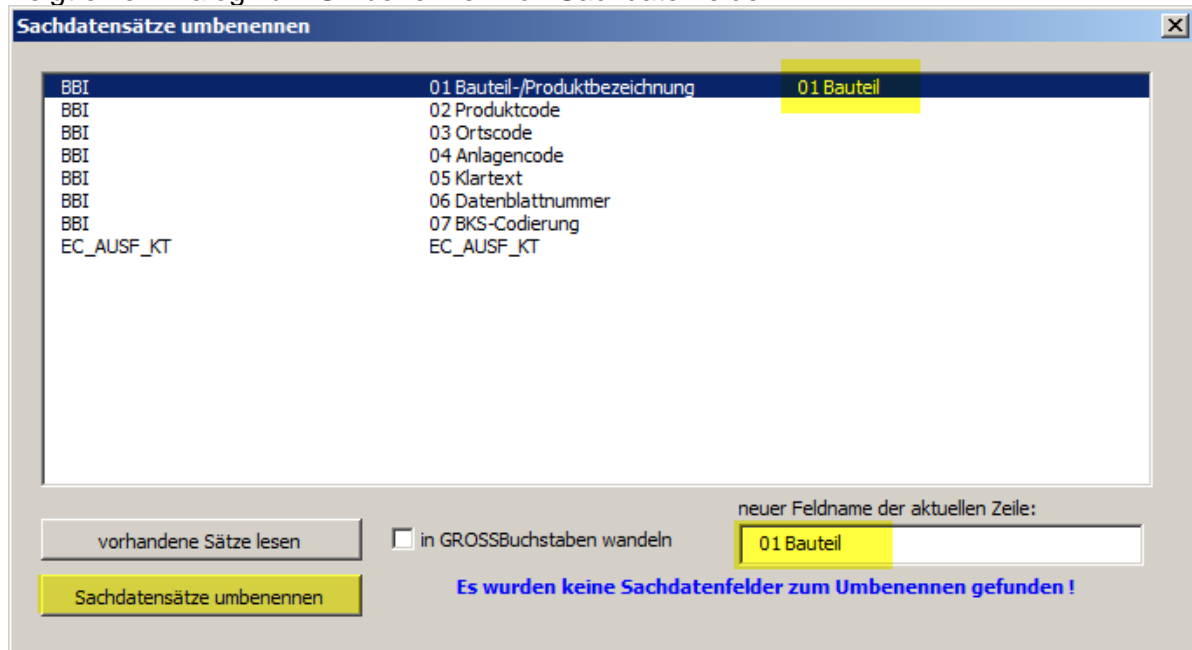 Sachdatensätze umbenennen
BBI 01 Bauteil-/Produktbezeichnung 01 Bauteil
BBI 02 Produktcode
BBI 03 Ortscode
BBI 04 Anlagencode
BBI 05 Klartext
BBI 06 Datenblattnummer
BBI 07 BKS-Codierung
EC_AUSF_KT EC_AUSF_KT
neuer Feldname der aktuellen Zeile:
vorhandene Sätze lesen in GROSSBuchstaben wandeln 01 Bauteil
Sachdatensätze umbenennen Es wurden keine Sachdatenfelder zum Umbenennen gefunden !